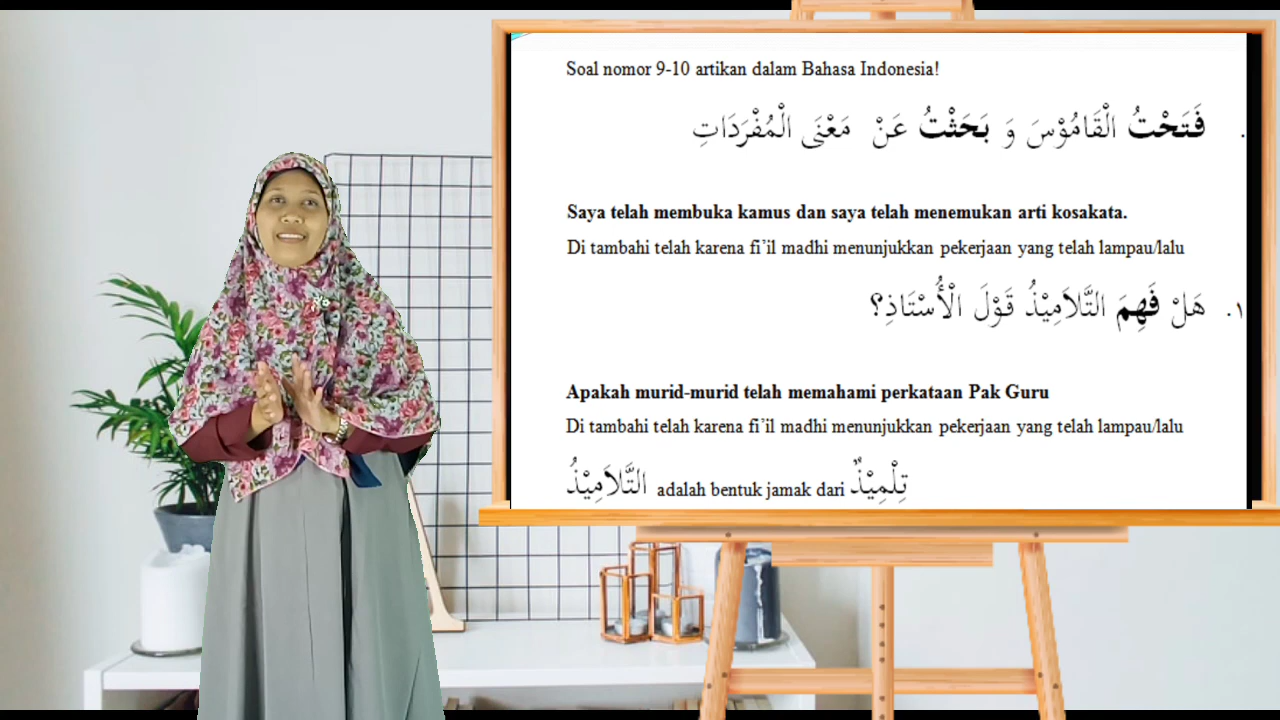 Soal nomor 9-10 artikan dalam Bahasa Indonesia!
. فَتَحْتُ الْقَامُوْسَ وَ بَحَثْتُ عَنْ مَعْنَى الْمُفْرَدَاتِ
Saya telah membuka kamus dan saya telah menemukan arti kosakata.
Di tambahi telah karena fi’il madhi menunjukkan pekerjaan yang telah lampau/lalu
١. هَلْ فَهِمَ التَّلَامِيْذُ قَوْلَ الْأُسْتَاذِ؟
Apakah murid-murid telah memahami perkataan Pak Guru
Di tambahi telah karena fi’il madhi menunjukkan pekerjaan yang telah lampau/lalu
التَّلَامِيْذُ adalah bentuk jamak dari تِلْمِيْذٌ